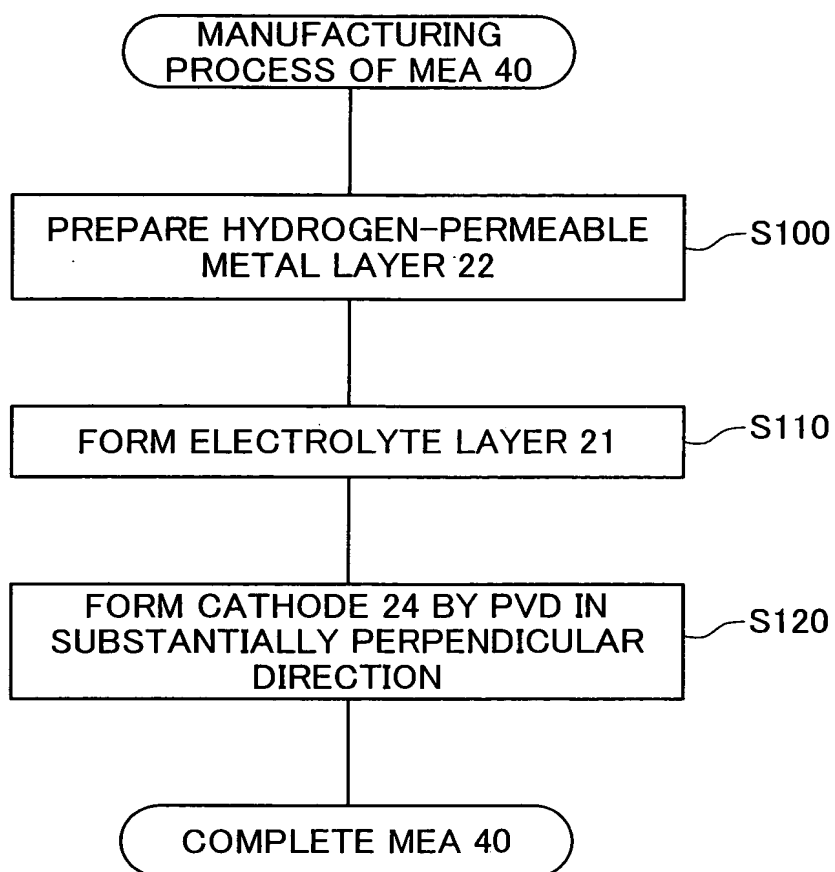 MANUFACTURING
PROCESS OF MEA 40
PREPARE HYDROGEN-PERMEABLE
METAL LAYER 22
S100
FORM ELECTROLYTE LAYER 21
S110
FORM CATHODE 24 BY PVD IN
SUBSTANTIALLY PERPENDICULAR
DIRECTION
S120
COMPLETE MEA 40